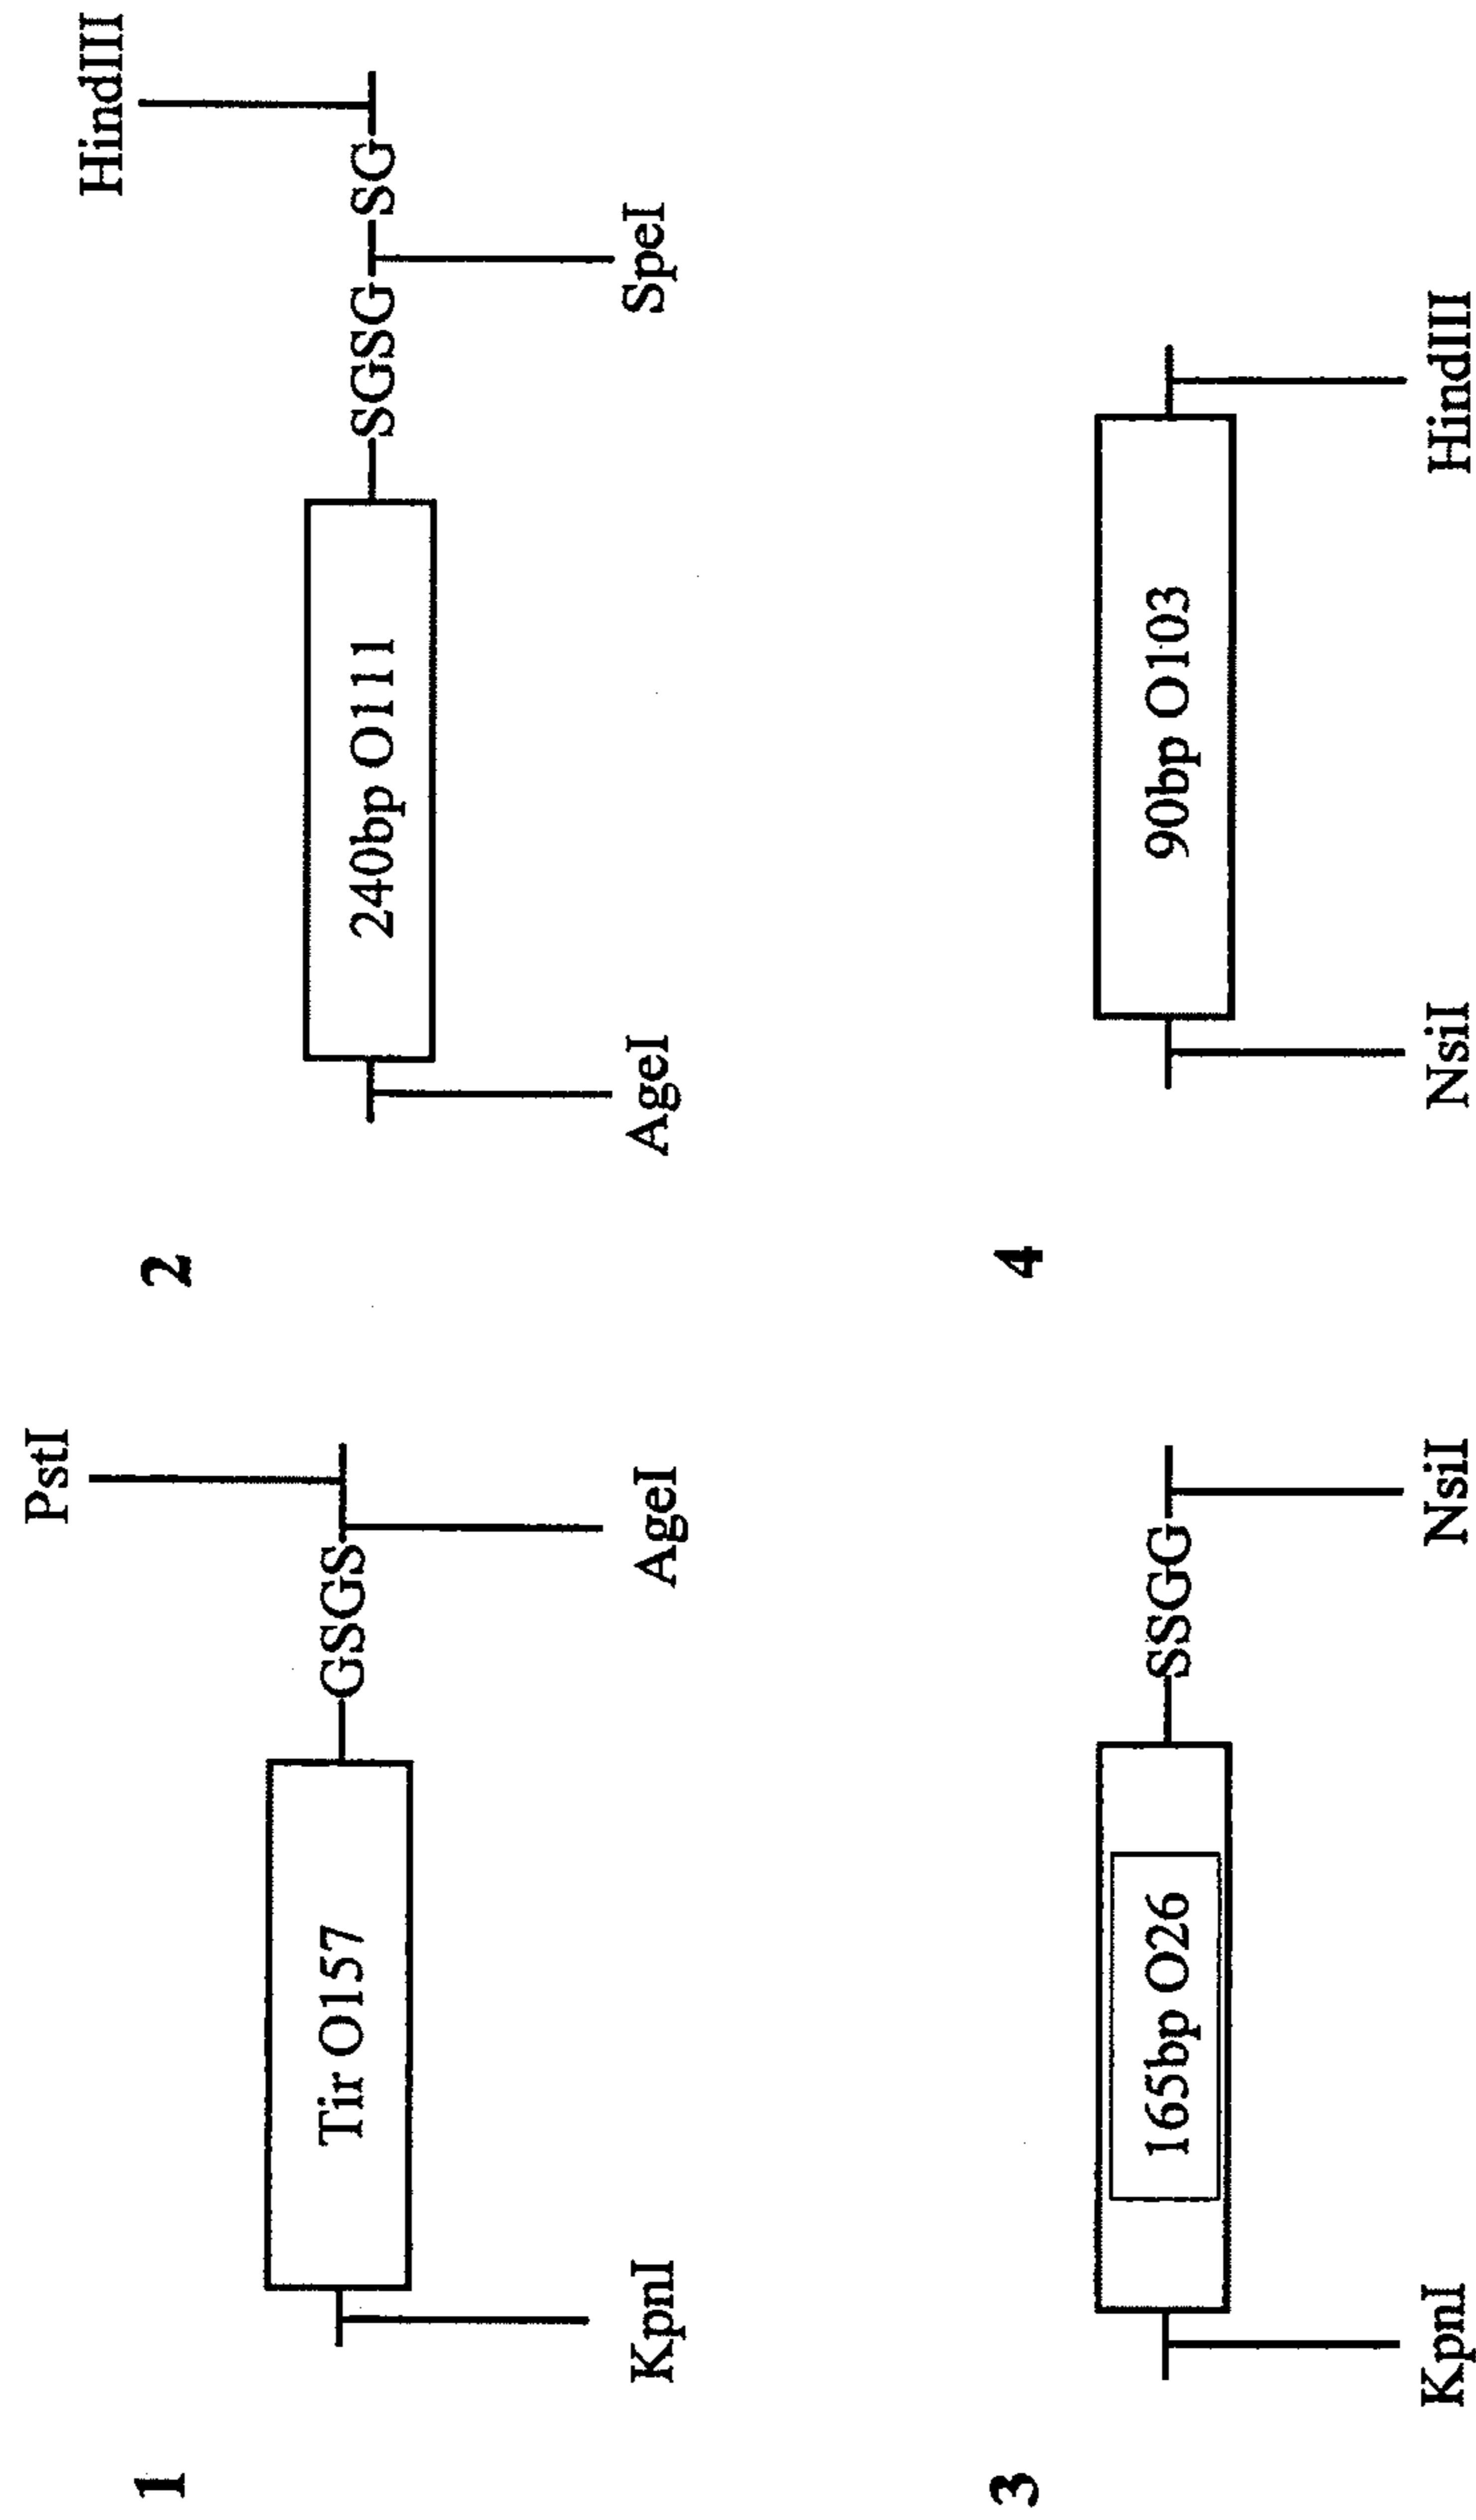 1
PstI
Tir O157
GSGS
KpnI
AgeI
2
HindIII
240bp O111
SGSG
SG
AgeI
SpeI
3
165bp O26
SSGG
KpnI
NsiI
4
90bp O103
NsiI
HindIII